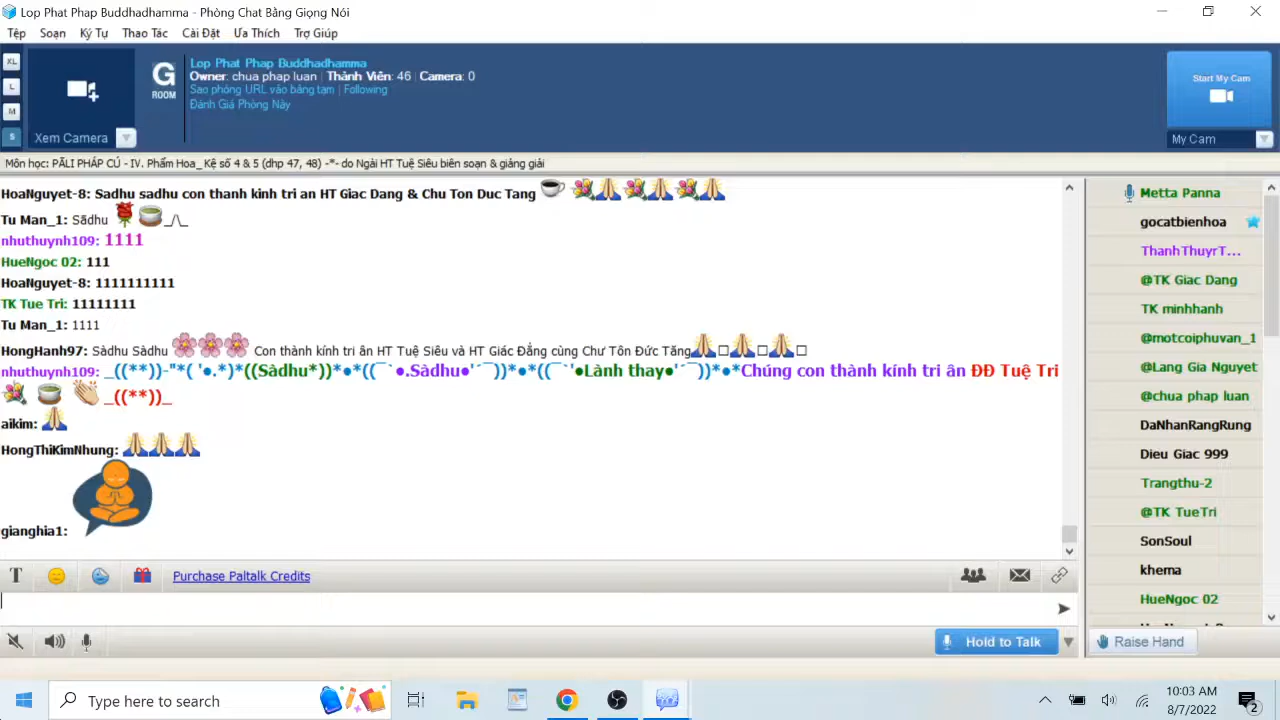 Lop Phat Phap Buddhadhamma - Phòng Chat Bằng Giọng Nói
Tệp Soạn Ký Tự Thao Tác Cài Đặt Ưa Thích Trợ Giúp
XL
L
M
S
Xem Camera
G
ROOM
Lop Phat Phap Buddhadhamma
Owner: chua phap luan | Thành Viên: 46 | Camera: 0
Sao phỏng URL vào bảng tạm | Following
Đánh Giá Phòng Này
Start My Cam
My Cam
Môn học: PĀLI PHÁP CÚ - IV. Phẩm Hoa_ Kệ số 4 & 5 (dhp 47, 48) -*- do Ngài HT Tuệ Siêu biên soạn & giảng giải
HoaNguyet-8: Sadhu sadhu con thanh kinh tri an HT Giac Dang & Chu Ton Duc Tang
Tu Man_1: Sādhu _/\_
nhuthuynh109: 1111
HueNgoc 02: 111
HoaNguyet-8: 1111111111
TK Tue Tri: 11111111
Tu Man_1: 1111
HongHanh97: Sàdhu Sàdhu Con thành kính tri ân HT Tuệ Siêu và HT Giác Đẳng cùng Chư Tôn Đức Tăng
nhuthuynh109: _((**))-"*( '●.*)*((Sàdhu*))*●*((¯`●.Sàdhu●'´¯))*●*((¯`'●Lành thay●'´¯))*●*Chúng con thành kính tri ân ĐĐ Tuệ Tri
_((**))_
aikim:
HongThiKimNhung:
gianghia1:
Purchase Paltalk Credits
Hold to Talk
Metta Panna
gocatbienhoa
ThanhThuyrT...
@TK Giac Dang
TK minhhanh
@motcoiphuvan_1
@Lang Gia Nguyet
@chua phap luan
DaNhanRangRung
Dieu Giac 999
Trangthu-2
@TK TueTri
SonSoul
khema
HueNgoc 02
Raise Hand
Type here to search
10:03 AM
8/7/2022
2